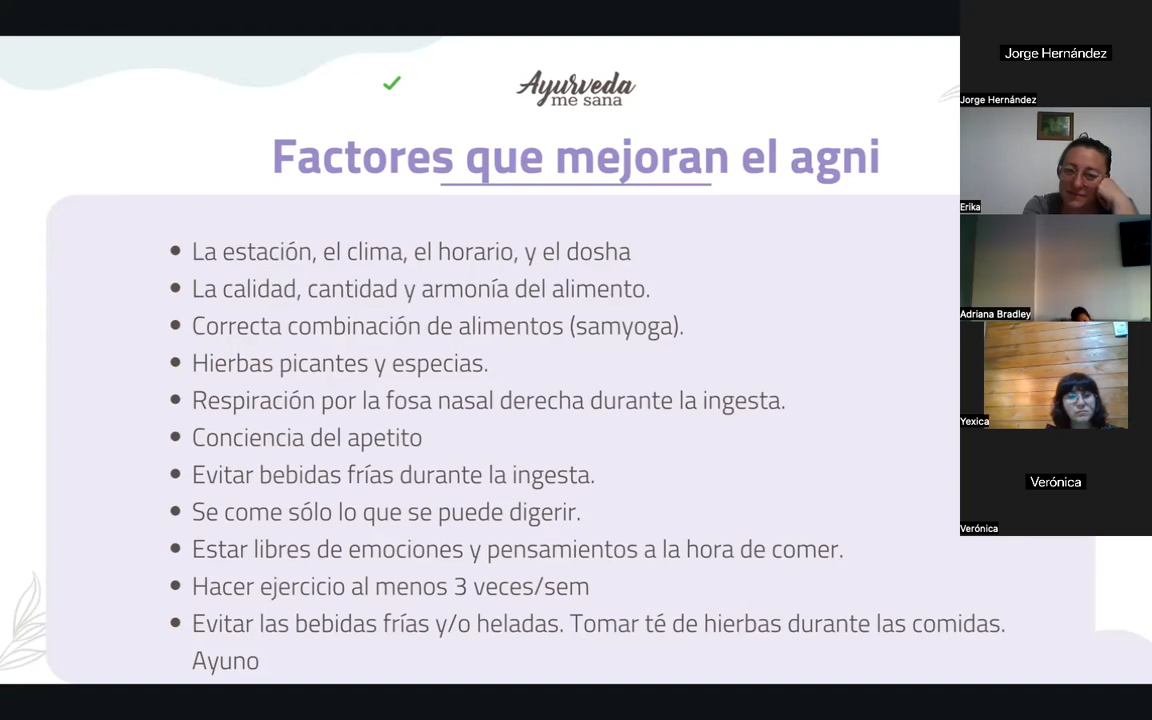 Ayurveda
me sana
Factores que mejoran el agni
• La estación, el clima, el horario, y el dosha
• La calidad, cantidad y armonía del alimento.
• Correcta combinación de alimentos (samyoga).
• Hierbas picantes y especias.
• Respiración por la fosa nasal derecha durante la ingesta.
• Conciencia del apetito
• Evitar bebidas frías durante la ingesta.
• Se come sólo lo que se puede digerir.
• Estar libres de emociones y pensamientos a la hora de comer.
• Hacer ejercicio al menos 3 veces/sem
• Evitar las bebidas frías y/o heladas. Tomar té de hierbas durante las comidas.
Ayuno
Jorge Hernández
Jorge Hernández
Erika
Adriana Bradley
Yexica
Verónica
Verónica